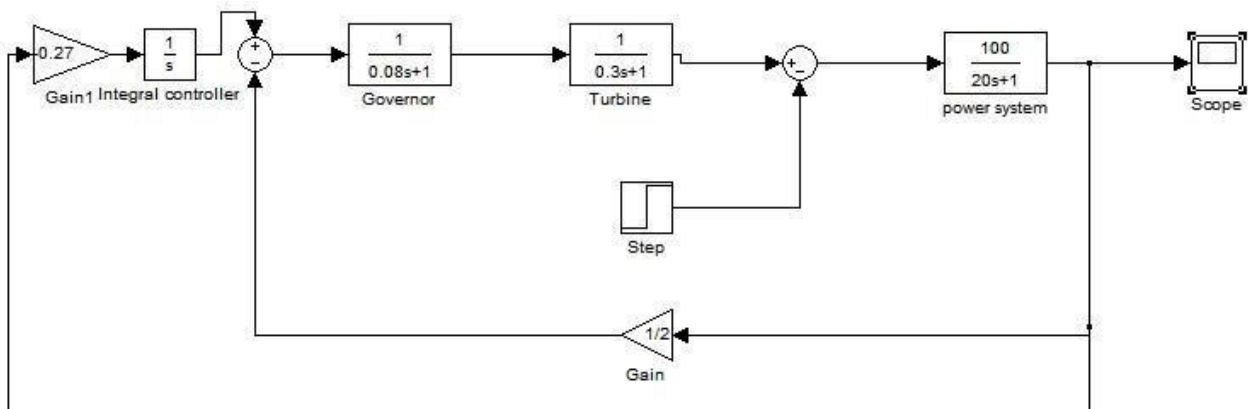 -0.27
Gain1
1
s
Integral controller
+
−
1
0.08s+1
Governor
1
0.3s+1
Turbine
+
−
100
20s+1
power system
Scope
Step
1/2
Gain